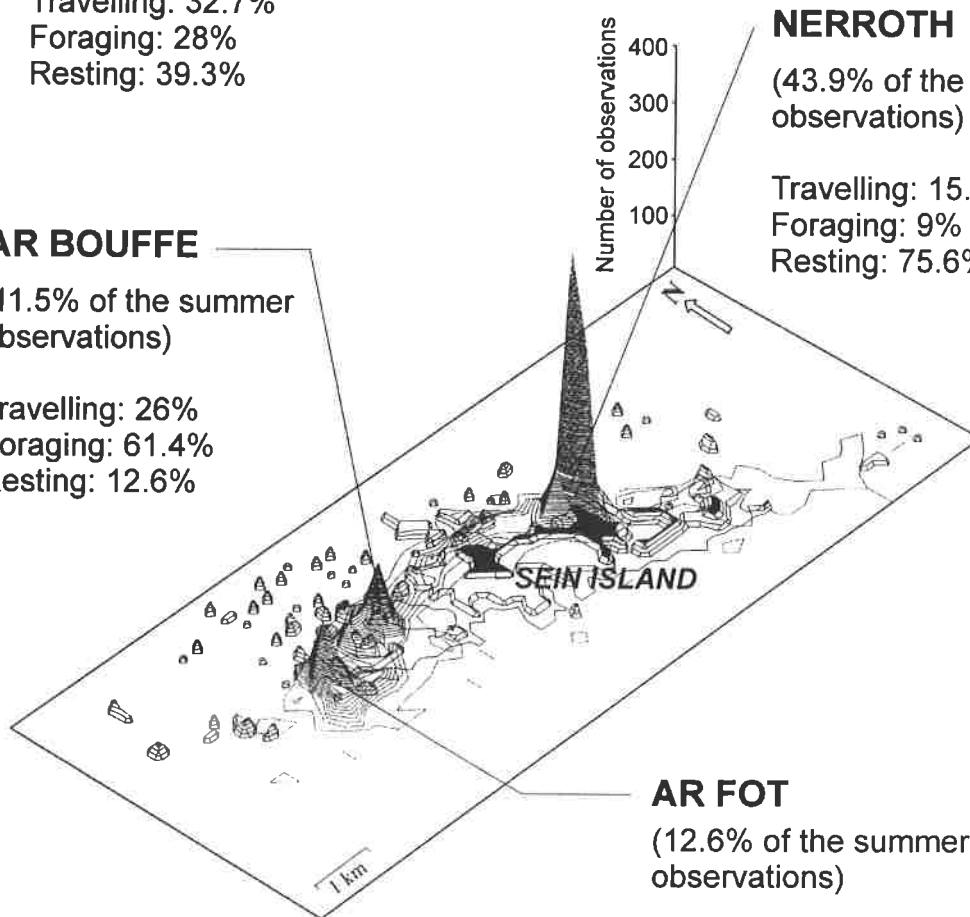 Travelling: 32.7%
Foraging: 28%
Resting: 39.3%
NERROTH
(43.9% of the
observations)
Travelling: 15.
Foraging: 9%
Resting: 75.6%
Number of observations
400
300
200
100
N
AR BOUFFE
11.5% of the summer
observations)
ravelling: 26%
oraging: 61.4%
Resting: 12.6%
SEIN ISLAND
AR FOT
(12.6% of the summer
observations)
1 km